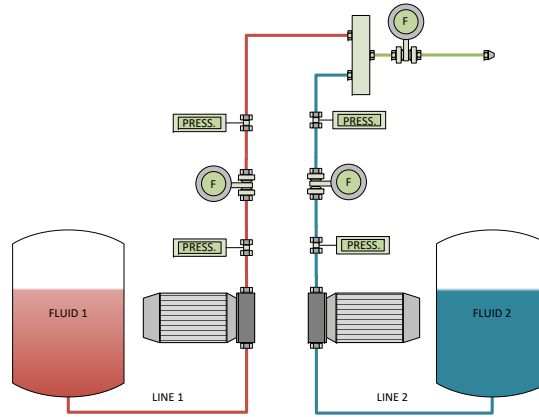 F
PRESS.
PRESS.
F
F
PRESS.
PRESS.
FLUID 1
FLUID 2
LINE 1
LINE 2